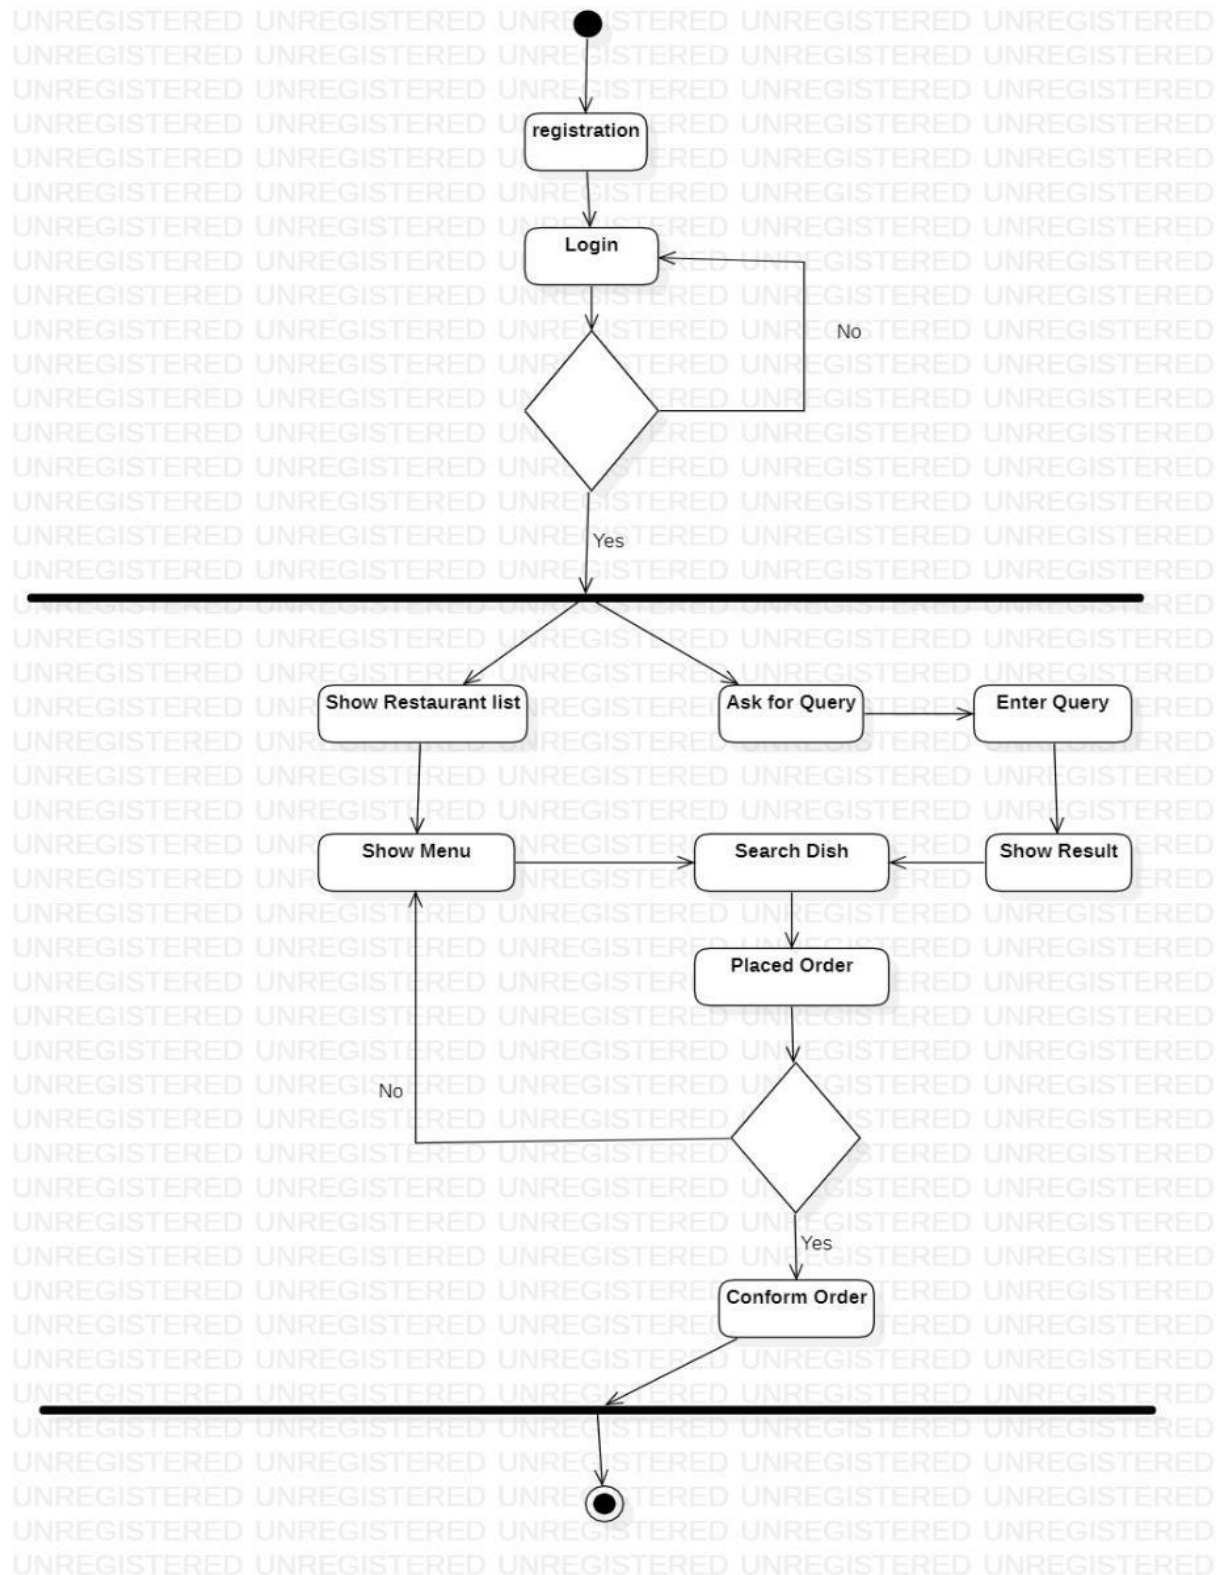 registration
Login
No
Yes
Show Restaurant list
Ask for Query
Enter Query
Show Menu
Search Dish
Show Result
Placed Order
No
Yes
Conform Order
UNREGISTERED